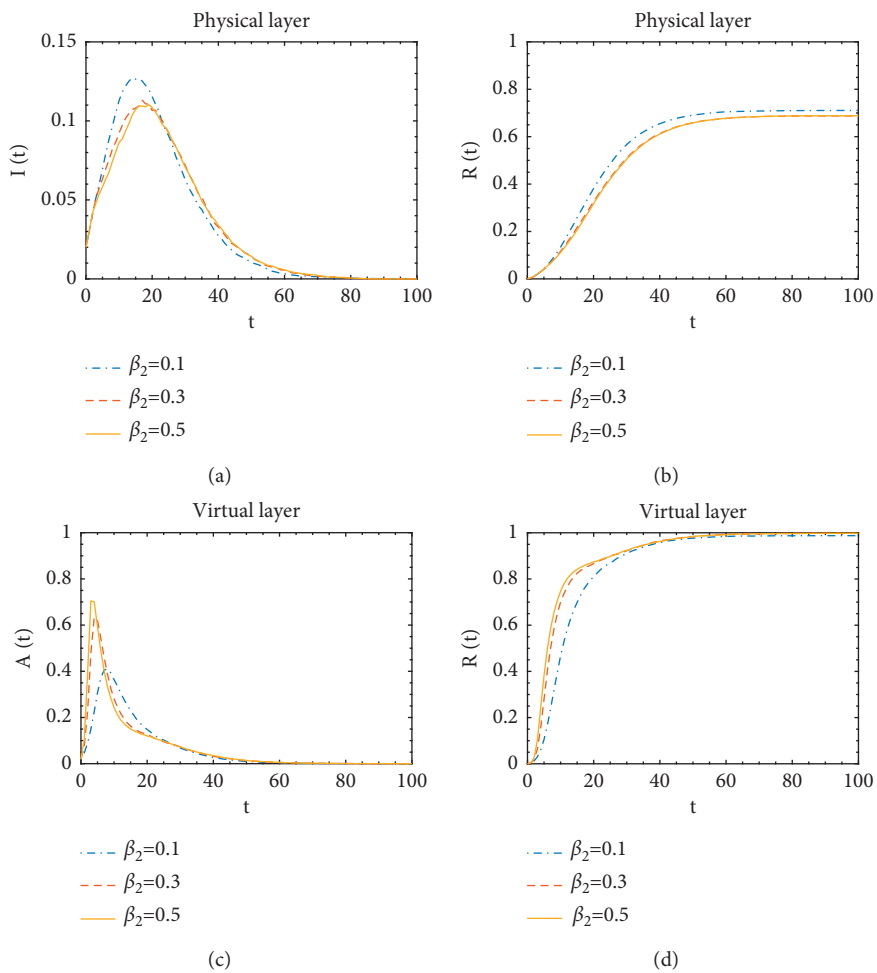 Physical layer
0.15
0.1
0.05
0
I (t)
0 20 40 60 80 100
t
β₂=0.1
β₂=0.3
β₂=0.5
(a)
Physical layer
1
0.8
0.6
0.4
0.2
0
R (t)
0 20 40 60 80 100
t
β₂=0.1
β₂=0.3
β₂=0.5
(b)
Virtual layer
1
0.8
0.6
0.4
0.2
0
A (t)
0 20 40 60 80 100
t
β₂=0.1
β₂=0.3
β₂=0.5
(c)
Virtual layer
1
0.8
0.6
0.4
0.2
0
R (t)
0 20 40 60 80 100
t
β₂=0.1
β₂=0.3
β₂=0.5
(d)